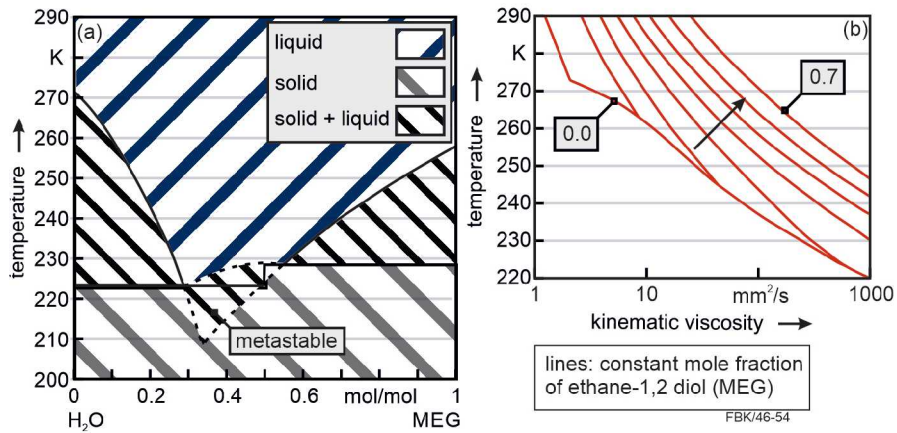 (a)
290
K
270
260
250
240
230
220
210
200
temperature
liquid
solid
solid + liquid
metastable
0 0.2 0.4 0.6 mol/mol 1
H₂O MEG
(b)
290
K
270
260
250
240
230
220
temperature
0.0
0.7
1 10 mm²/s 1000
kinematic viscosity
lines: constant mole fraction
of ethane-1,2 diol (MEG)
FBK/46-54